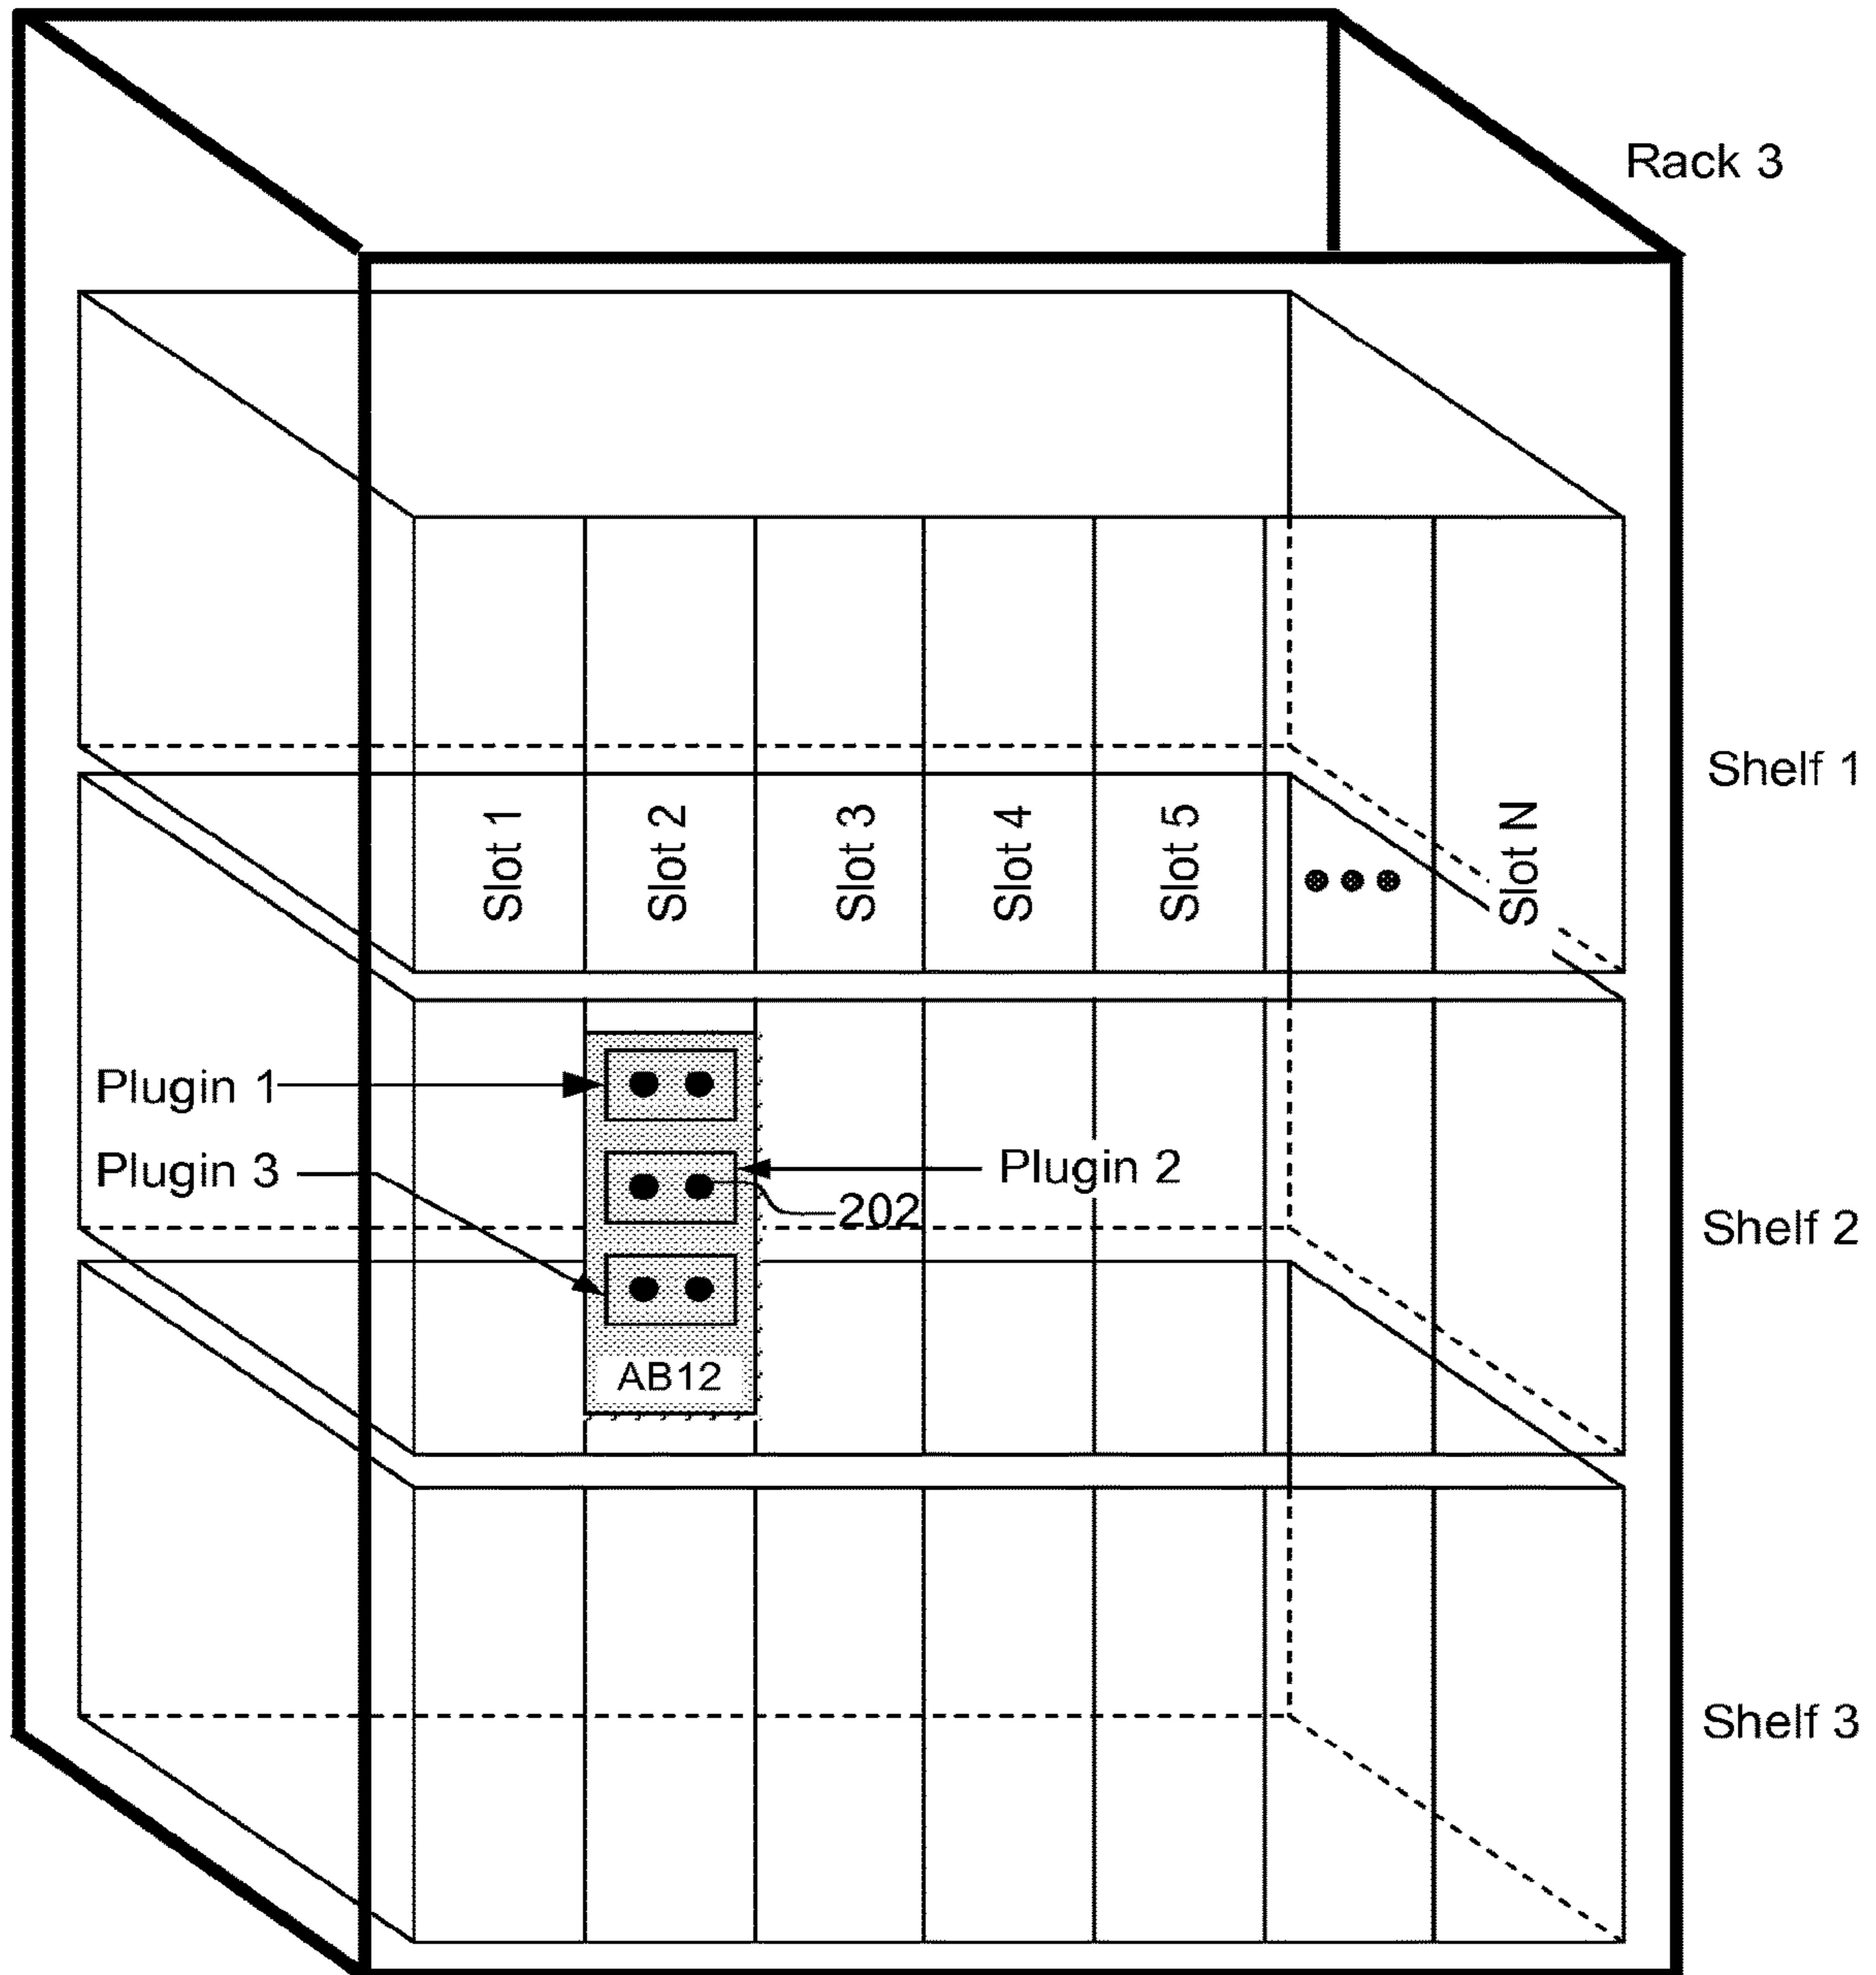 Rack 3
Shelf 1
Slot 1
Slot 2
Slot 3
Slot 4
Slot 5
Slot N
Plugin 1
Plugin 3
Plugin 2
202
Shelf 2
AB12
Shelf 3